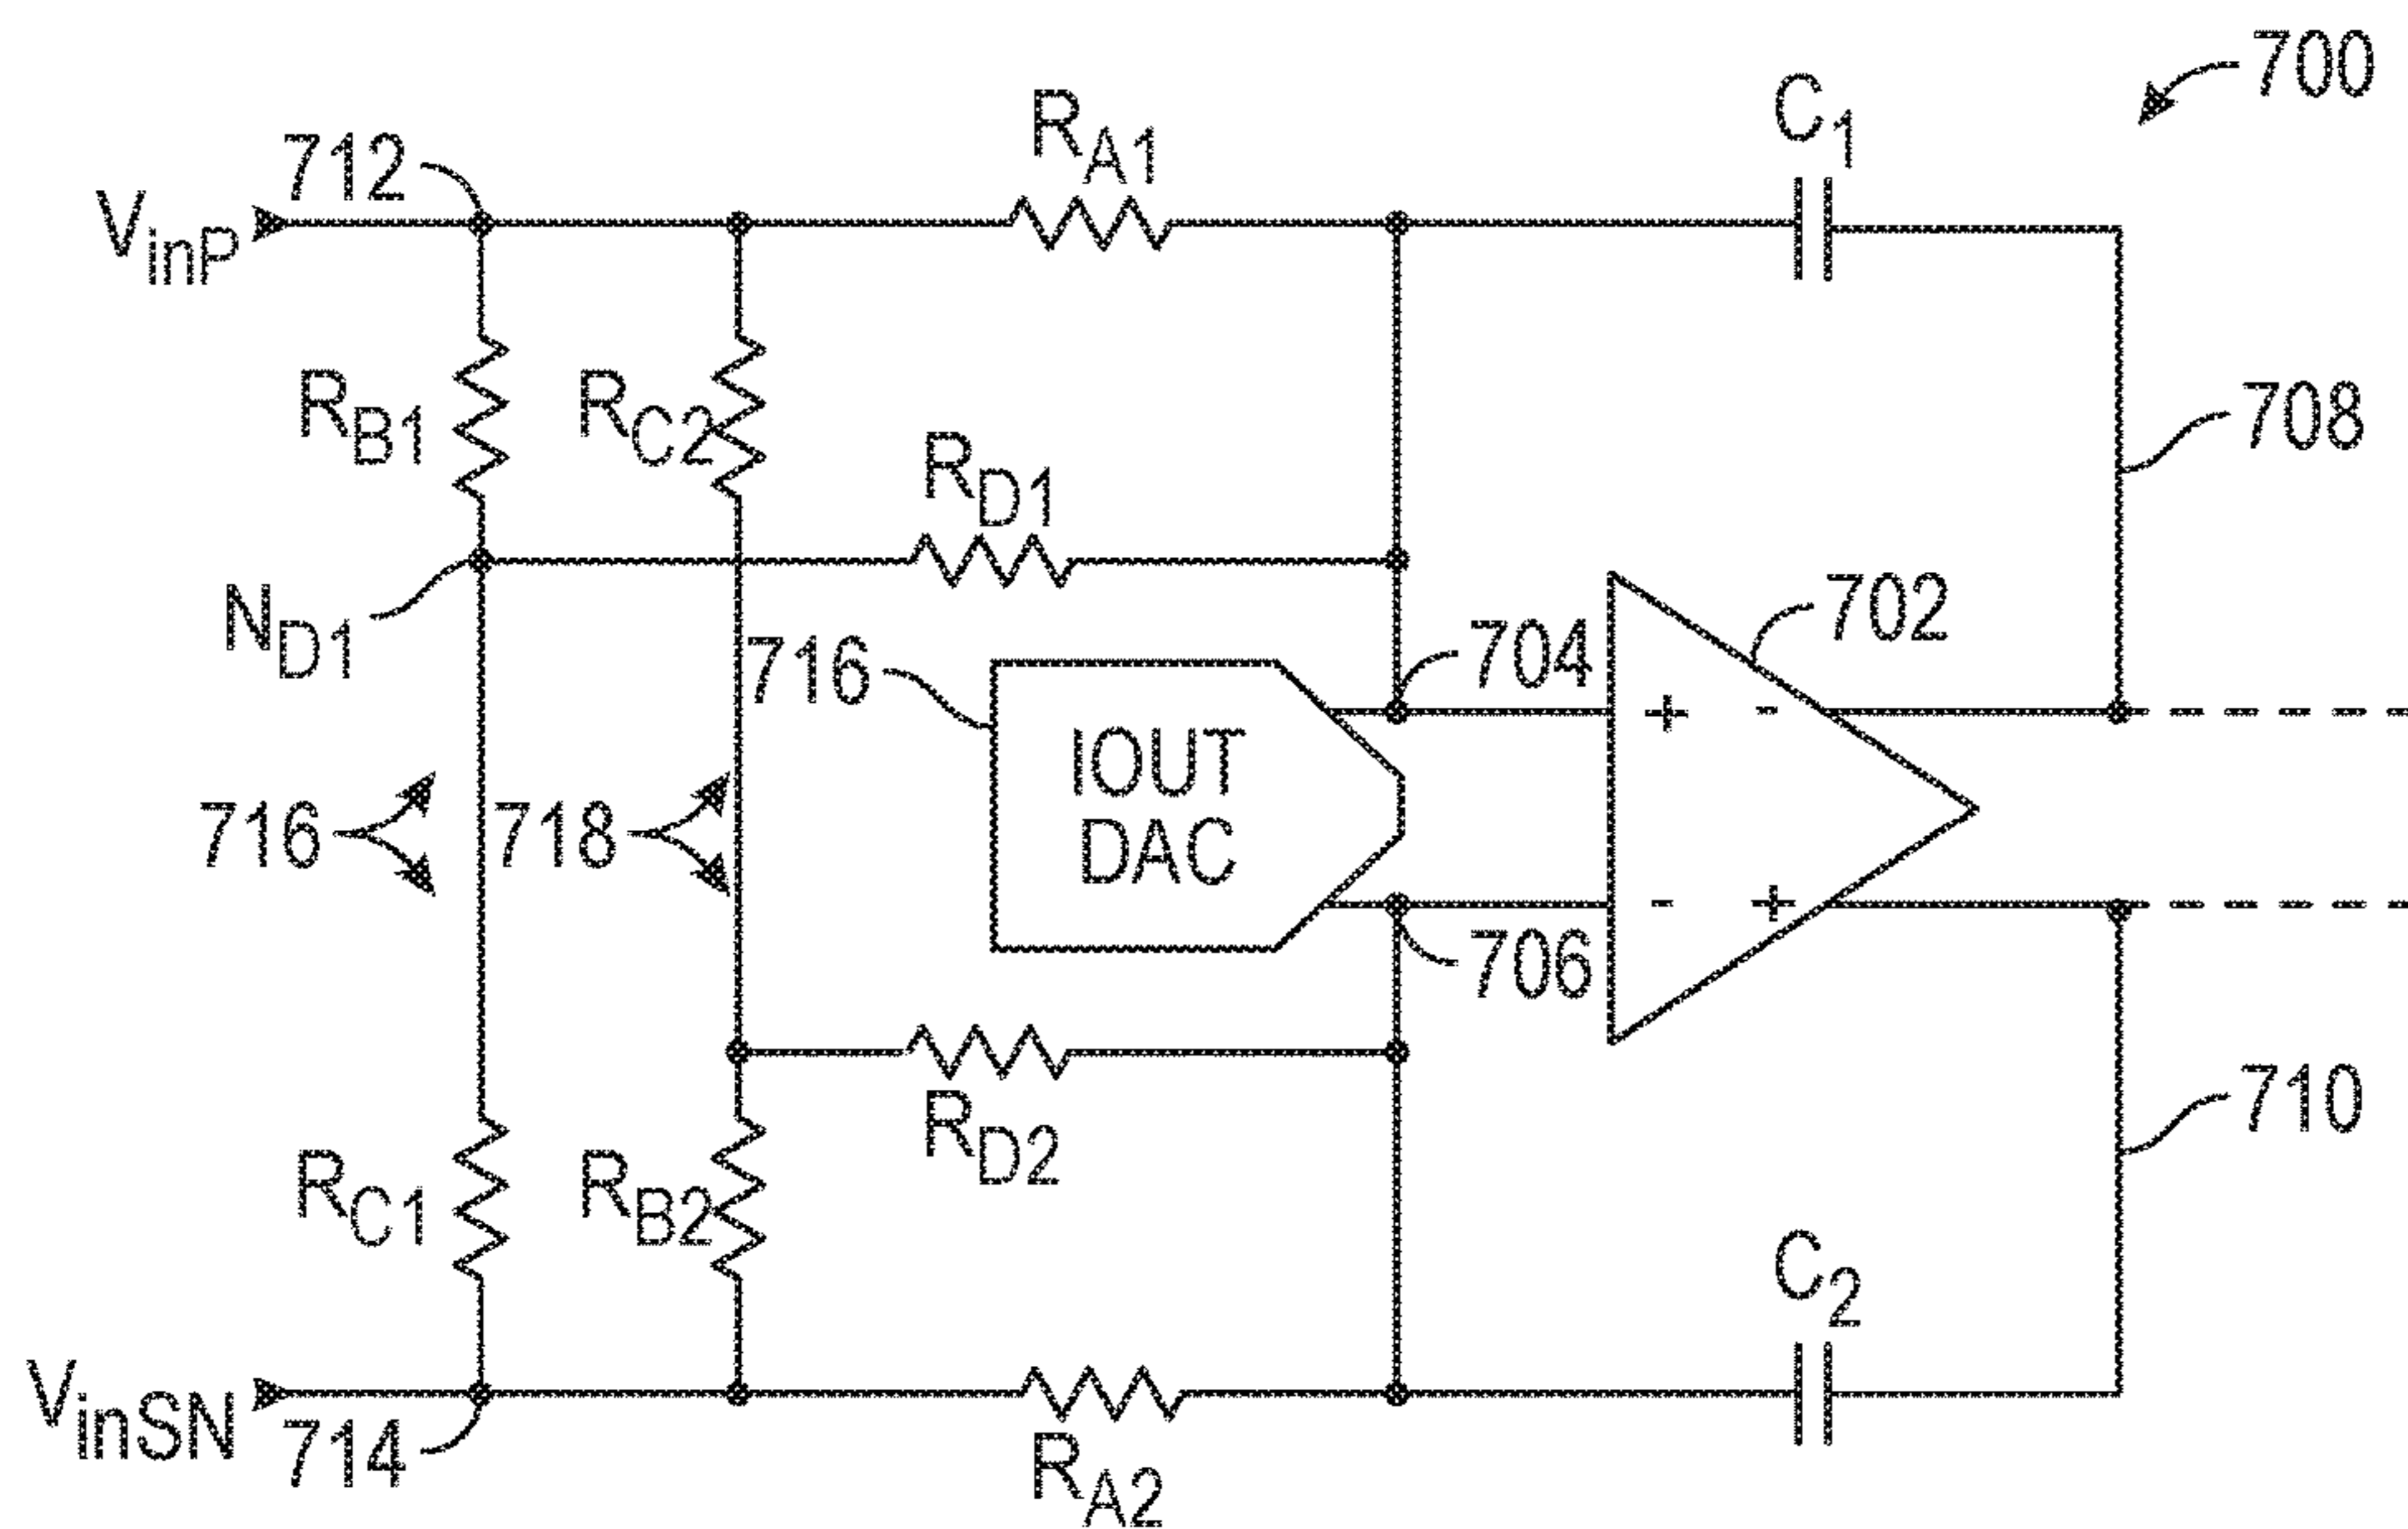 700
C1
RA1
712
VinP
RB1
RC2
708
RD1
ND1
702
704
716
IOUT
DAC
+ -
716
718
- +
706
RD2
710
RC1
RB2
C2
VinSN
714
RA2